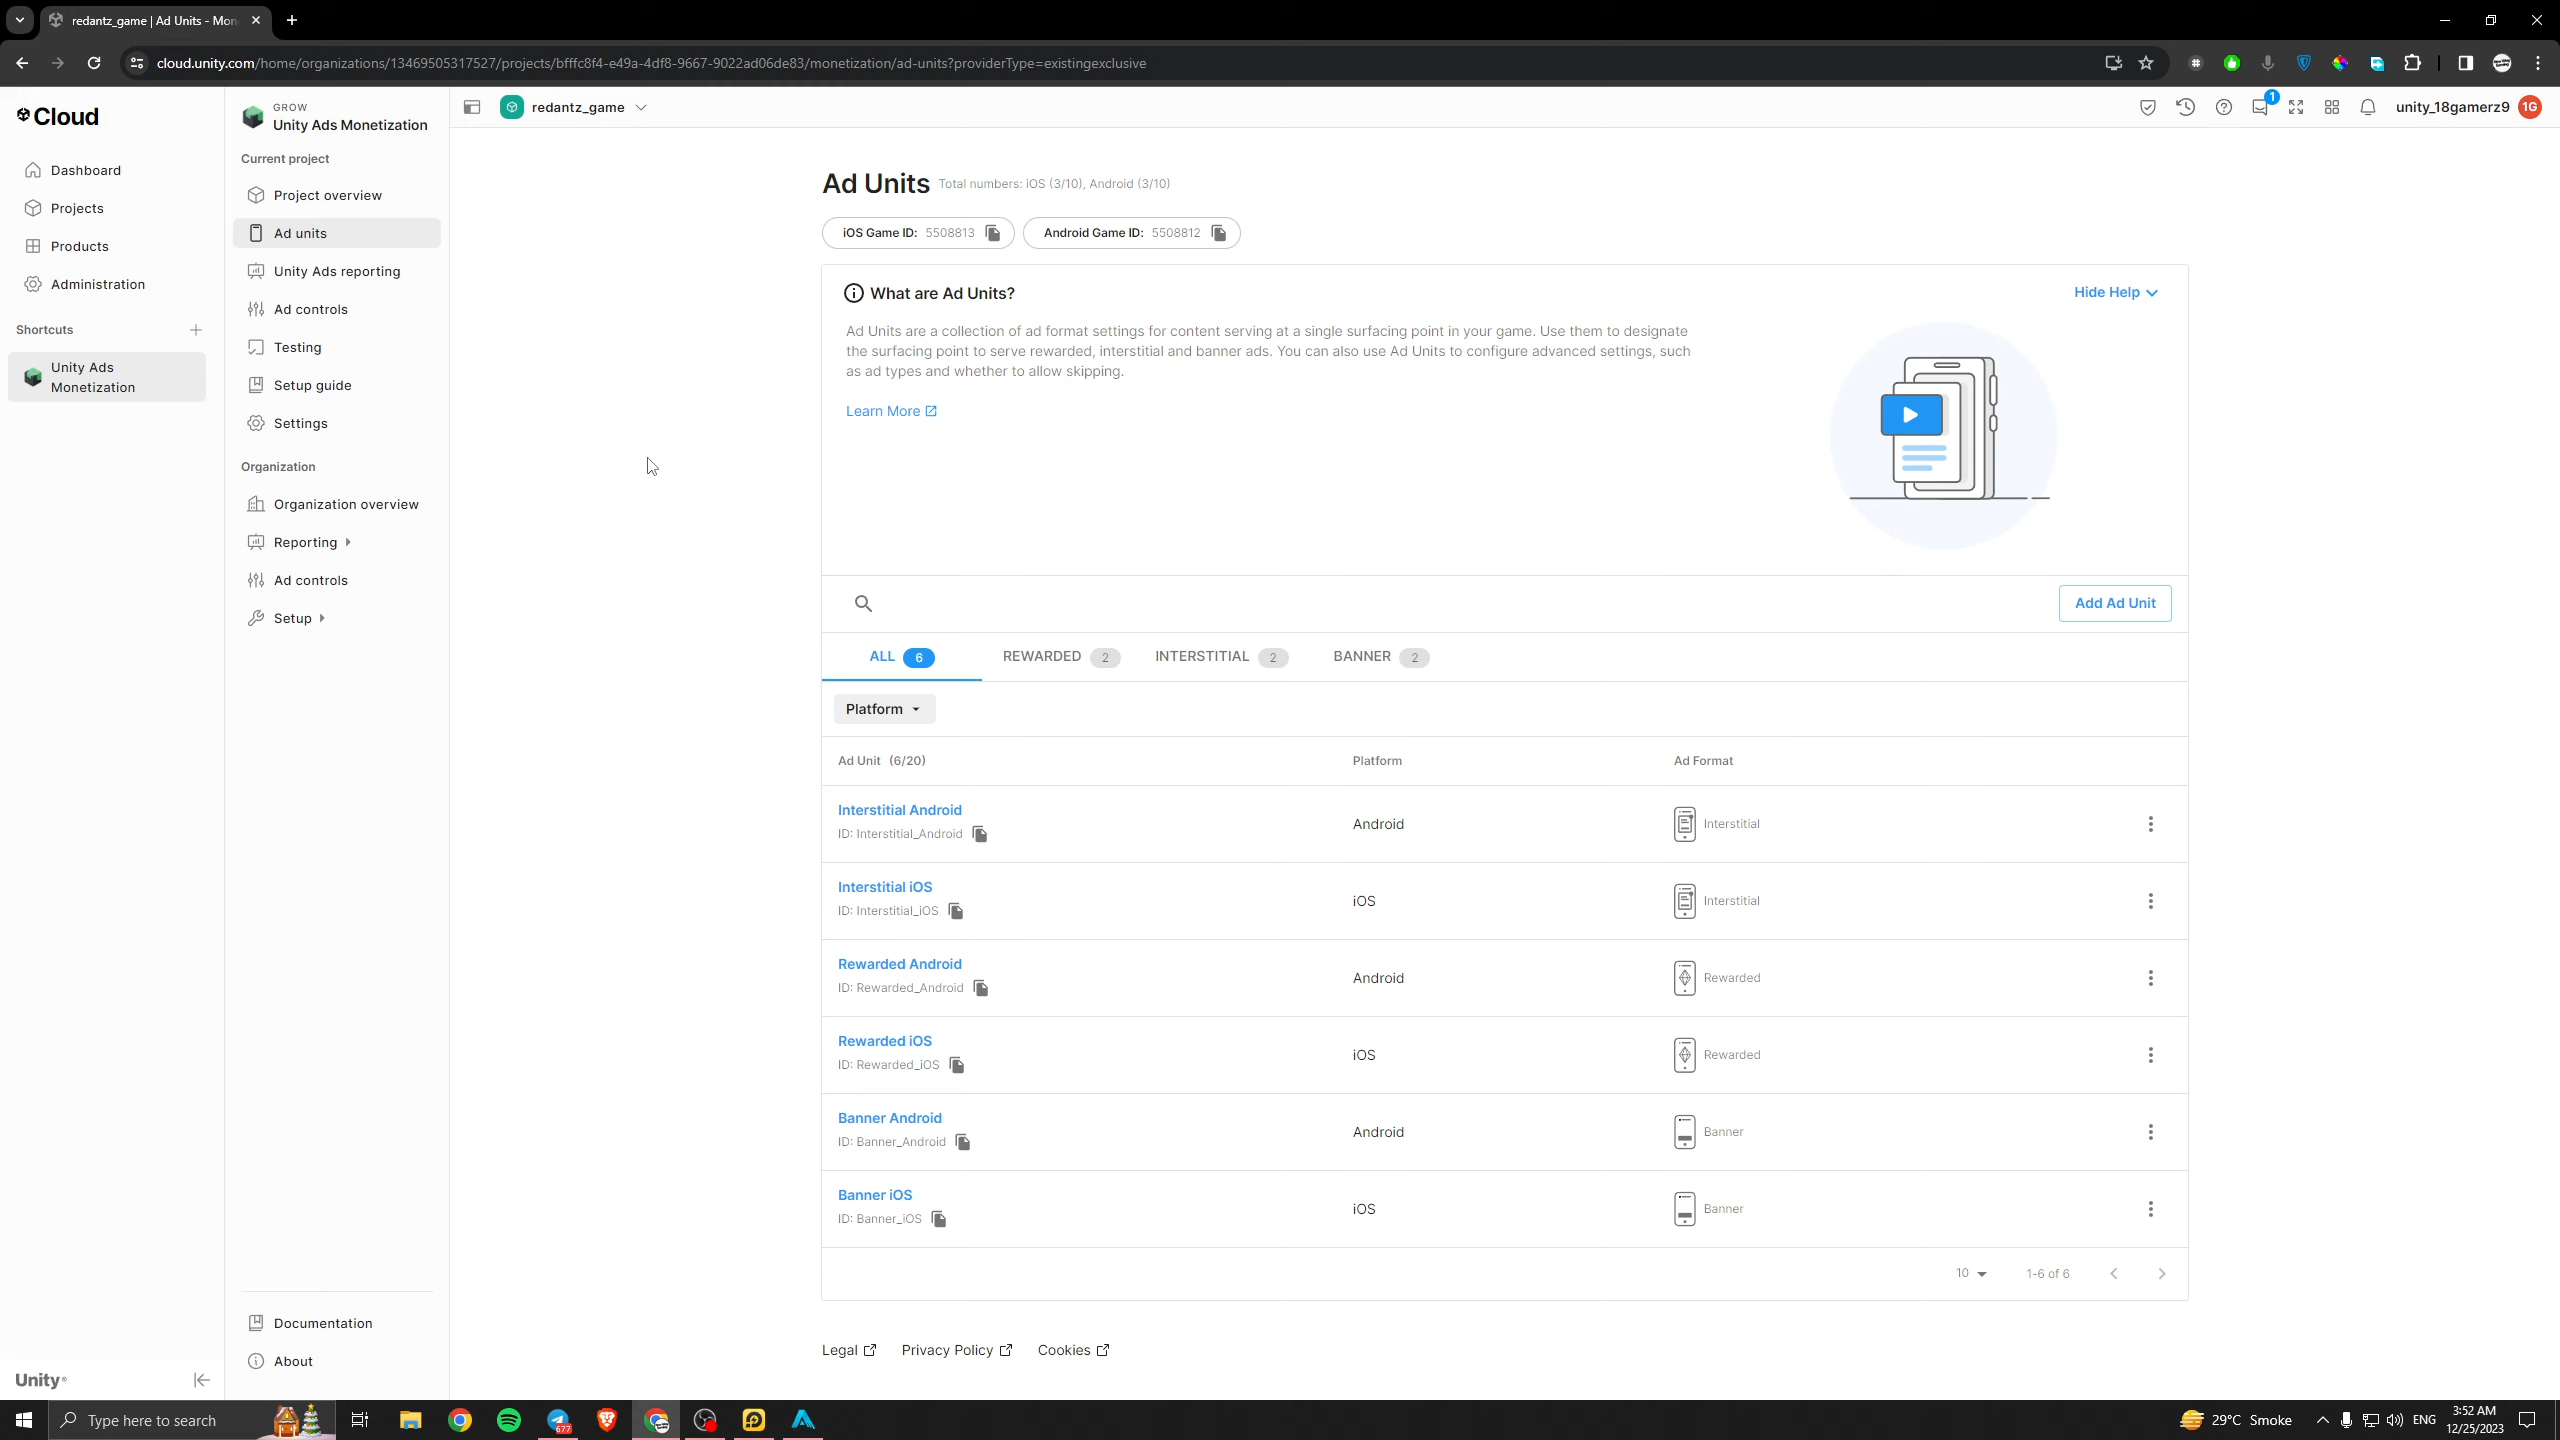 redantz_game | Ad Units - Mon
cloud.unity.com/home/organizations/13469505317527/projects/bfffc8f4-e49a-4df8-9667-9022ad06de83/monetization/ad-units?providerType=existingexclusive
Cloud
Dashboard
Projects
Products
Administration
Shortcuts
Unity Ads
Monetization
Unity
GROW
Unity Ads Monetization
Current project
Project overview
Ad units
Unity Ads reporting
Ad controls
Testing
Setup guide
Settings
Organization
Organization overview
Reporting
Ad controls
Setup
Documentation
About
redantz_game
1
unity_18gamerz9
1G
Ad Units Total numbers: iOS (3/10), Android (3/10)
iOS Game ID: 5508813
Android Game ID: 5508812
What are Ad Units?
Hide Help
Ad Units are a collection of ad format settings for content serving at a single surfacing point in your game. Use them to designate
the surfacing point to serve rewarded, interstitial and banner ads. You can also use Ad Units to configure advanced settings, such
as ad types and whether to allow skipping.
Learn More
Add Ad Unit
ALL 6 REWARDED 2 INTERSTITIAL 2 BANNER 2
Platform
Ad Unit (6/20) Platform Ad Format
Interstitial Android
ID: Interstitial_Android
Android
Interstitial
Interstitial iOS
ID: Interstitial_iOS
iOS
Interstitial
Rewarded Android
ID: Rewarded_Android
Android
Rewarded
Rewarded iOS
ID: Rewarded_iOS
iOS
Rewarded
Banner Android
ID: Banner_Android
Android
Banner
Banner iOS
ID: Banner_iOS
iOS
Banner
10 1-6 of 6
Legal Privacy Policy Cookies
Type here to search
677
29°C Smoke
ENG
3:52 AM
12/25/2023